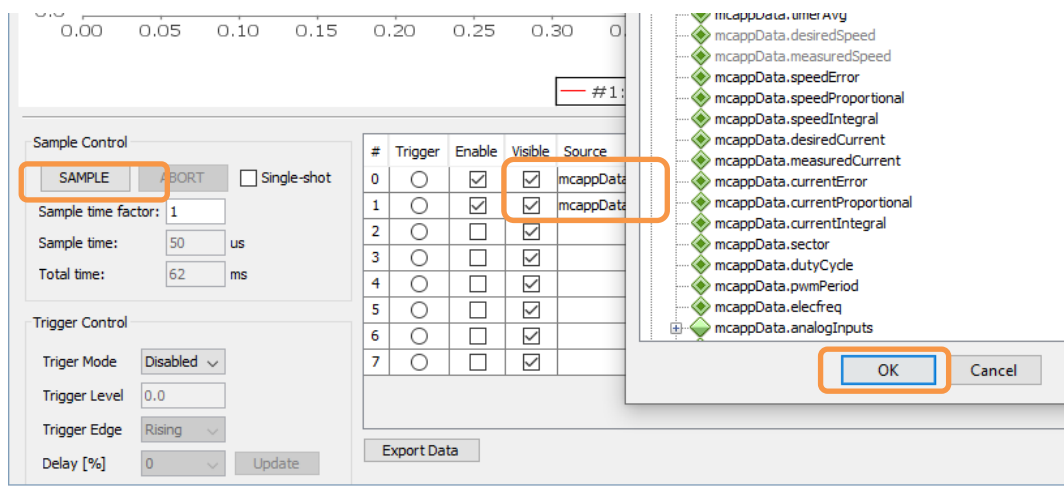 0.00 0.05 0.10 0.15 0.20 0.25 0.30 0.
#1:
Sample Control
SAMPLE ABORT Single-shot
Sample time factor: 1
Sample time: 50 us
Total time: 62 ms
Trigger Control
Triger Mode Disabled
Trigger Level 0.0
Trigger Edge Rising
Delay [%] 0 Update
# Trigger Enable Visible Source
0 mcappData
1 mcappData
2
3
4
5
6
7
Export Data
mcappData.timerAvg
mcappData.desiredSpeed
mcappData.measuredSpeed
mcappData.speedError
mcappData.speedProportional
mcappData.speedIntegral
mcappData.desiredCurrent
mcappData.measuredCurrent
mcappData.currentError
mcappData.currentProportional
mcappData.currentIntegral
mcappData.sector
mcappData.dutyCycle
mcappData.pwmPeriod
mcappData.elecfreq
mcappData.analogInputs
OK Cancel